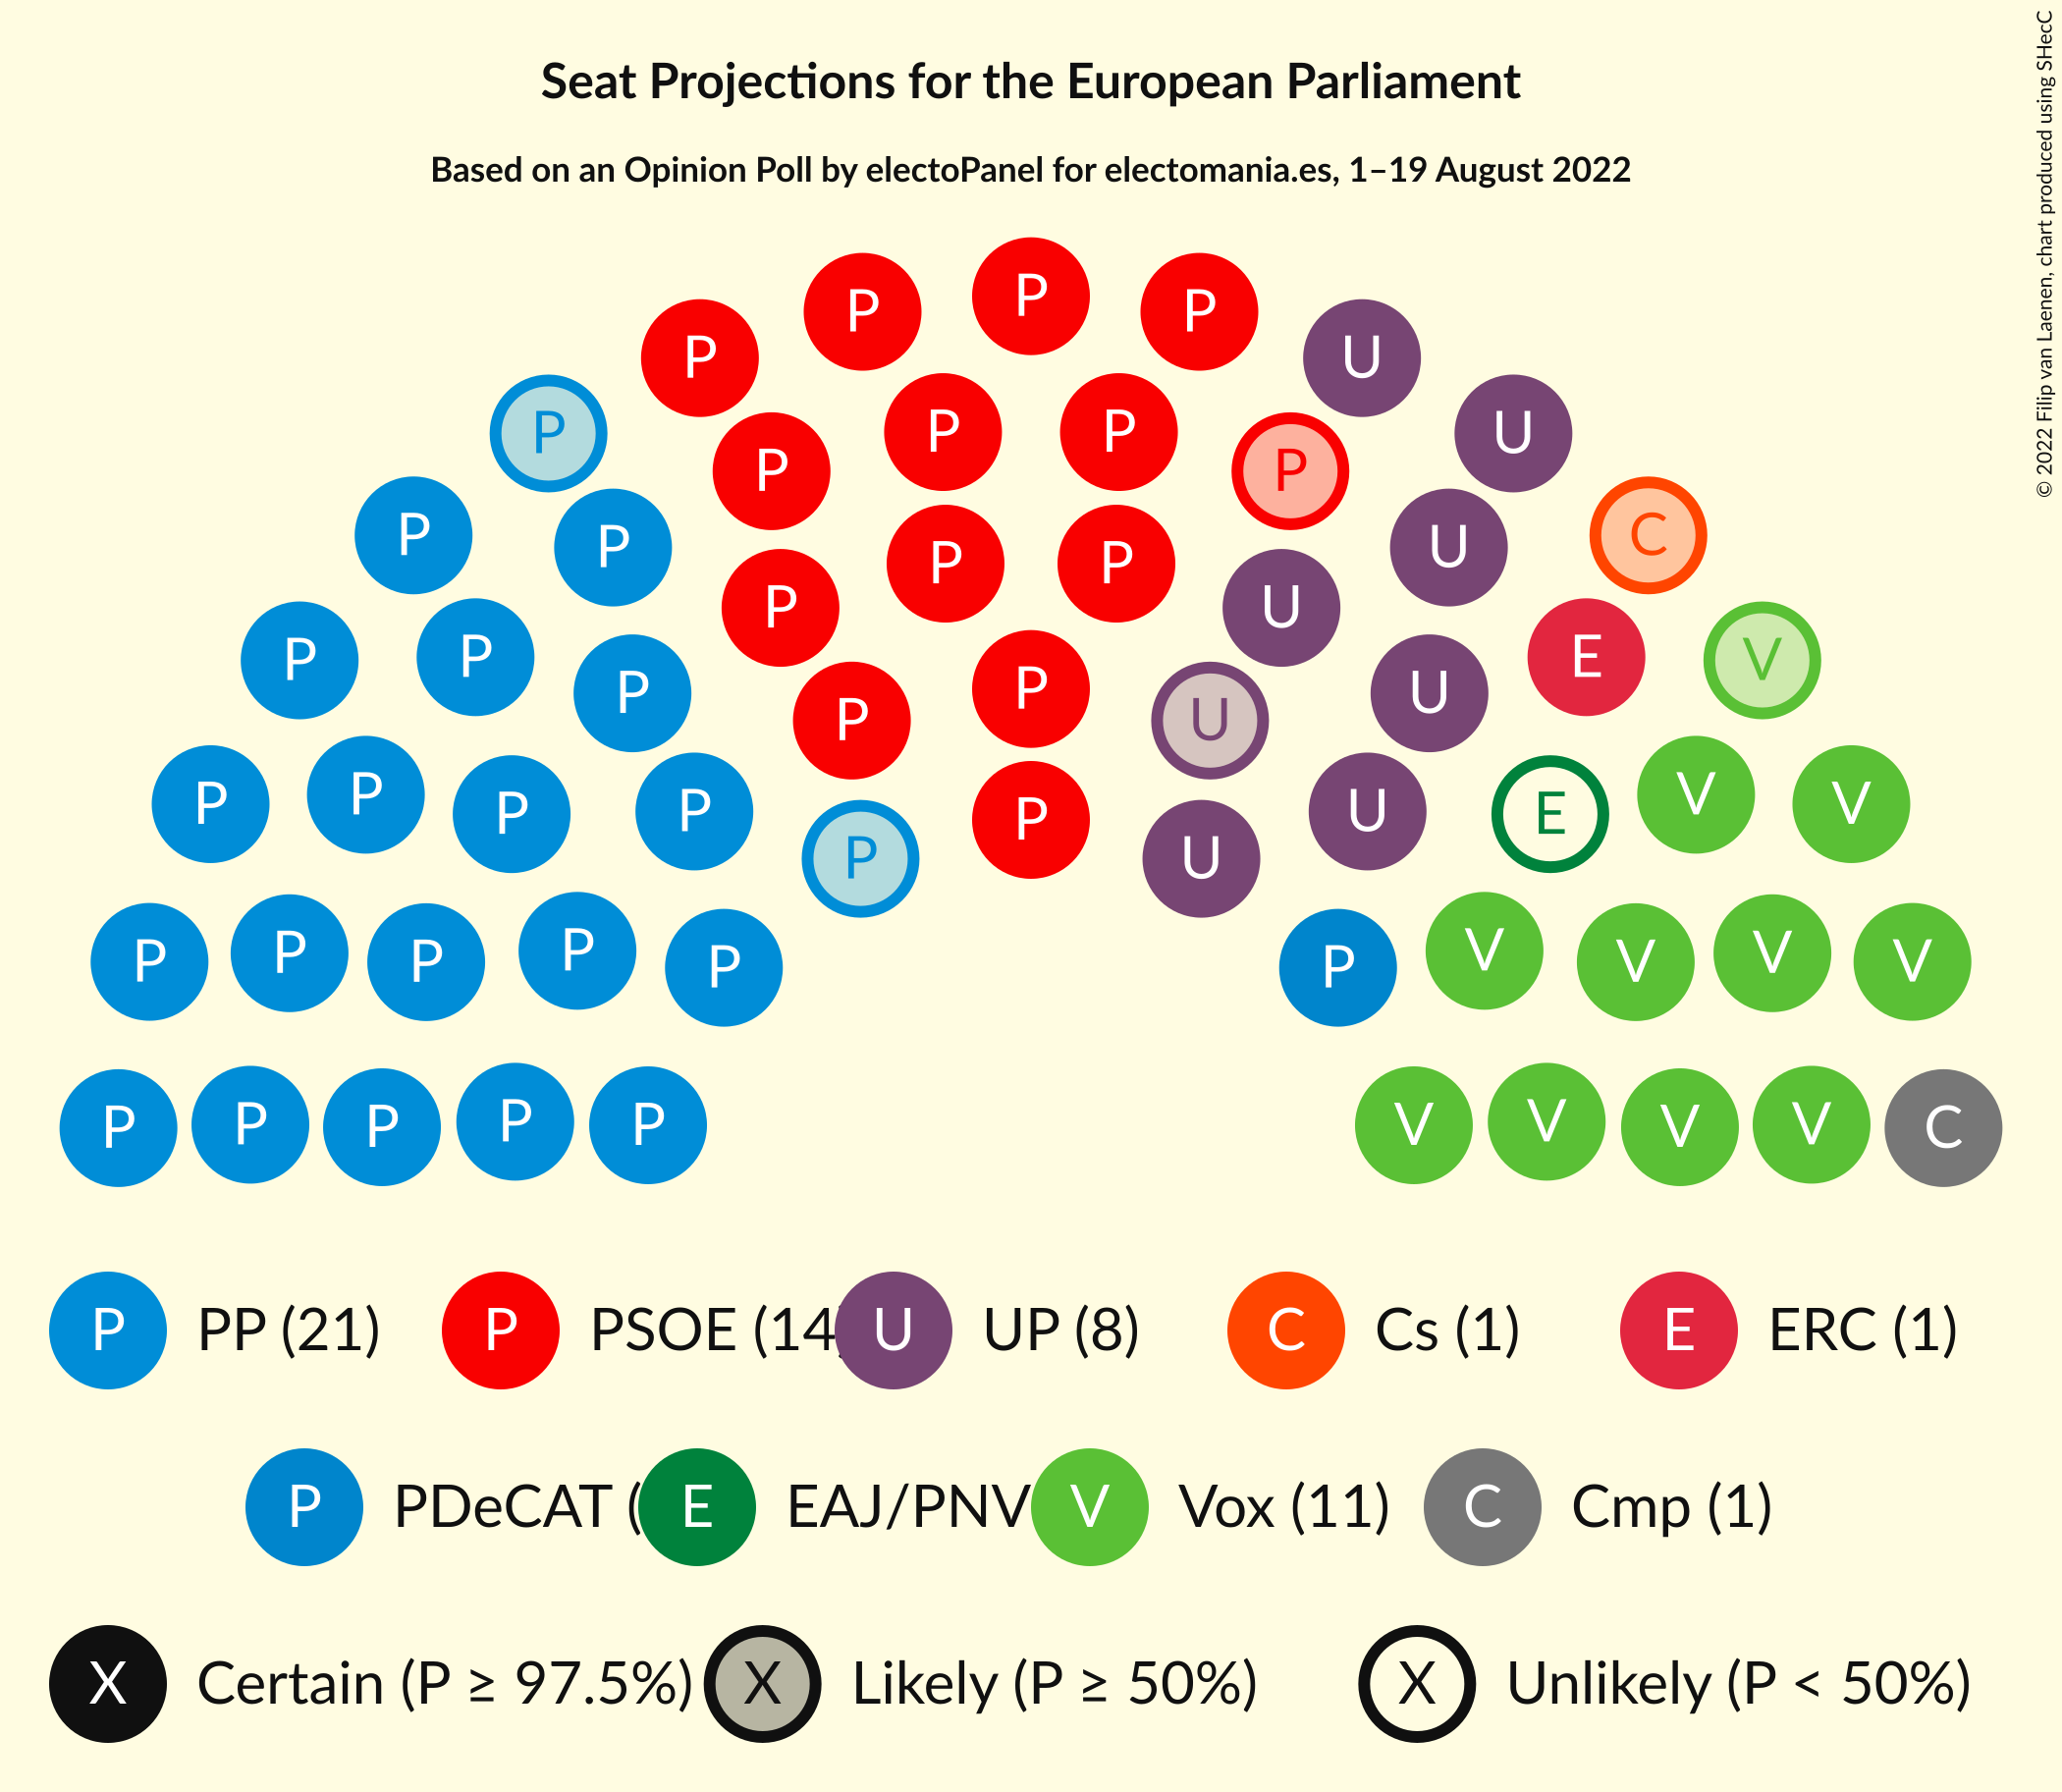 Seat Projections for the European Parliament
Based on an Opinion Poll by electoPanel for electomania.es, 1–19 August 2022
© 2022 Filip van Laenen, chart produced using SHecC
P P P
P U
P P P U
P P
P P P P U C
P U
P P P P U E V
P U
P P P P P U E V V
P U
P P P P P P V V V V
P P P P P V V V V C
P PP (21) P PSOE (14 U UP (8) C Cs (1) E ERC (1)
P PDeCAT ( E EAJ/PNV V Vox (11) C Cmp (1)
X Certain (P ≥ 97.5%) X Likely (P ≥ 50%) X Unlikely (P < 50%)